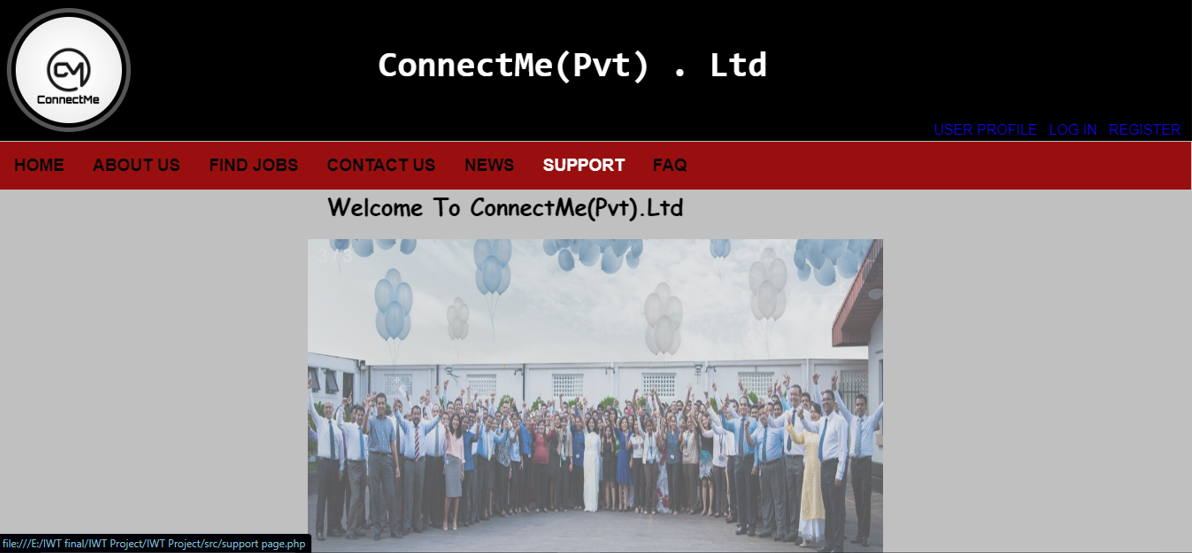 CM
ConnectMe
ConnectMe(Pvt) . Ltd
USER PROFILE LOG IN REGISTER
HOME ABOUT US FIND JOBS CONTACT US NEWS SUPPORT FAQ
Welcome To ConnectMe(Pvt).Ltd
3 / 3
file:///E:/IWT final/IWT Project/IWT Project/src/support page.php